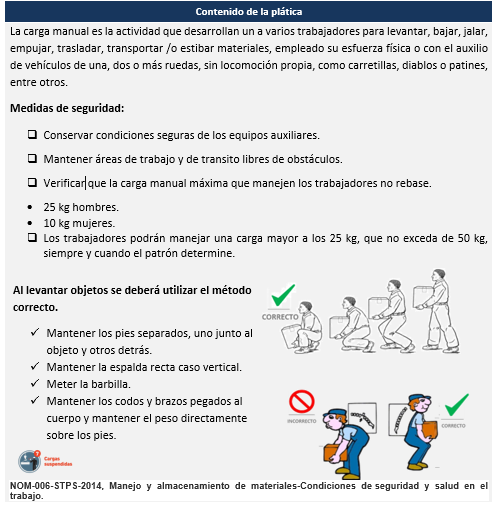 Contenido de la plática
La carga manual es la actividad que desarrollan un a varios trabajadores para levantar, bajar, jalar,
empujar, trasladar, transportar /o estibar materiales, empleado su esfuerza física o con el auxilio
de vehículos de una, dos o más ruedas, sin locomoción propia, como carretillas, diablos o patines,
entre otros.
Medidas de seguridad:
❑ Conservar condiciones seguras de los equipos auxiliares.
❑ Mantener áreas de trabajo y de transito libres de obstáculos.
❑ Verificar que la carga manual máxima que manejen los trabajadores no rebase.
• 25 kg hombres.
• 10 kg mujeres.
❑ Los trabajadores podrán manejar una carga mayor a los 25 kg, que no exceda de 50 kg,
siempre y cuando el patrón determine.
Al levantar objetos se deberá utilizar el método
correcto.
✓ Mantener los pies separados, uno junto al
objeto y otros detrás.
✓ Mantener la espalda recta caso vertical.
✓ Meter la barbilla.
✓ Mantener los codos y brazos pegados al
cuerpo y mantener el peso directamente
sobre los pies.
CORRECTO
INCORRECTO
CORRECTO
Cargas
suspendidas
NOM-006-STPS-2014, Manejo y almacenamiento de materiales-Condiciones de seguridad y salud en el
trabajo.